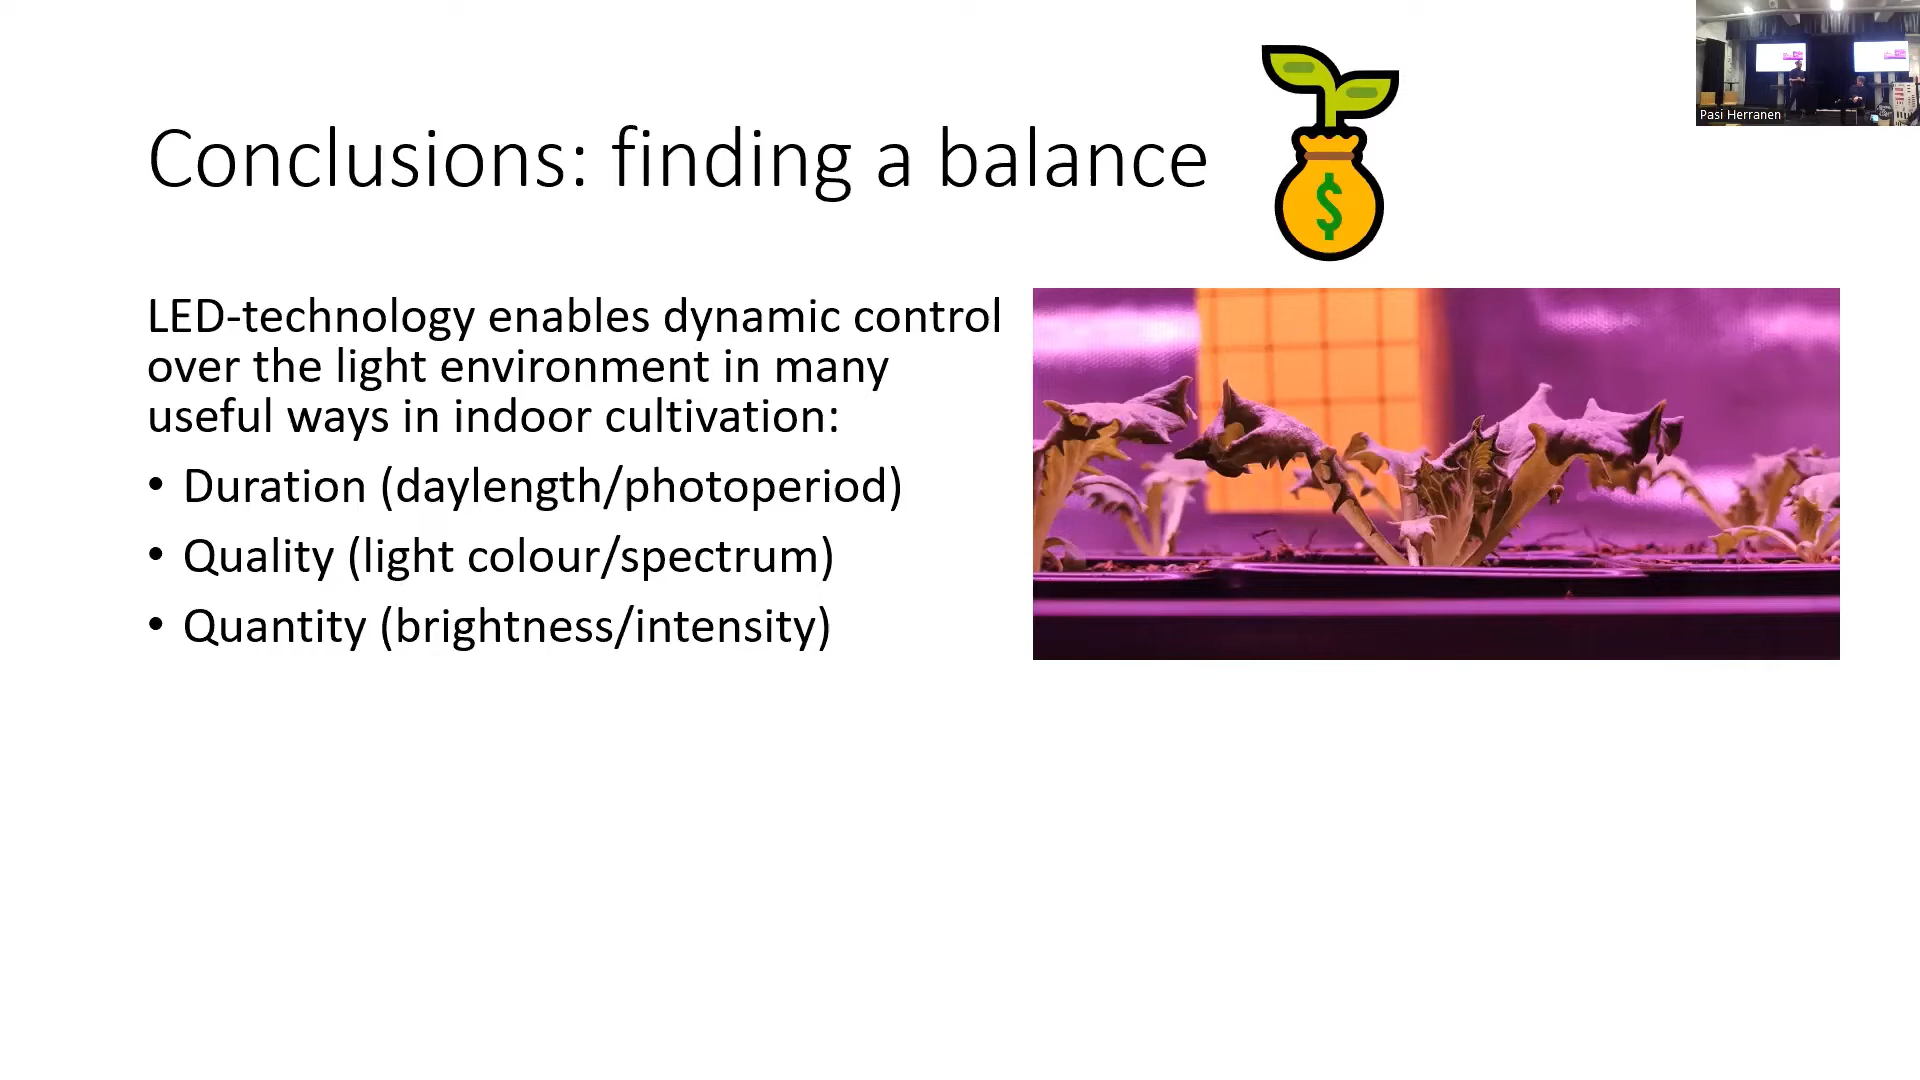 Pasi Herranen
Conclusions: finding a balance
$
LED-technology enables dynamic control
over the light environment in many
useful ways in indoor cultivation:
• Duration (daylength/photoperiod)
• Quality (light colour/spectrum)
• Quantity (brightness/intensity)